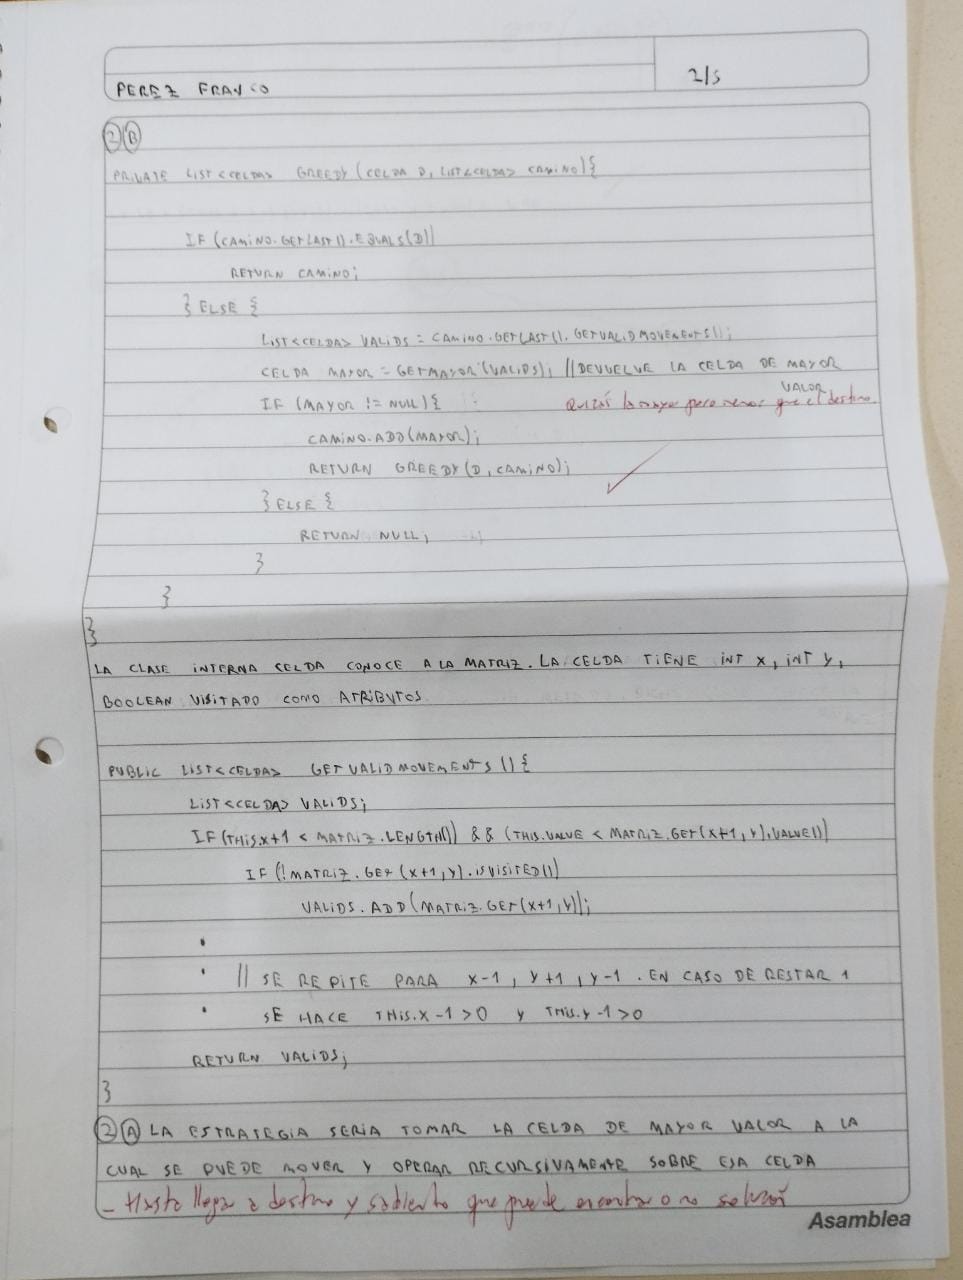 PEREZ FRANCO
2/5
2 B
PRIVATE LIST<CELDA> GREEDY (CELDA D, LIST<CELDA> CAMINO){
IF (CAMINO.GETLAST().EQUALS(D))
RETURN CAMINO;
} ELSE {
LIST<CELDA> VALIDS = CAMINO.GETLAST().GETVALIDMOVEMENTS();
CELDA MAYOR = GETMAYOR(VALIDS); //DEVUELVE LA CELDA DE MAYOR
VALOR
IF (MAYOR != NULL){
Quizás la mayor pero menor que el destino.
CAMINO.ADD(MAYOR);
RETURN GREEDY(D, CAMINO);
} ELSE {
RETURN NULL;
}
}
}
LA CLASE INTERNA CELDA CONOCE A LA MATRIZ. LA CELDA TIENE INT X, INT Y,
BOOLEAN VISITADO COMO ATRIBUTOS.
PUBLIC LIST<CELDA> GETVALIDMOVEMENTS(){
LIST<CELDA> VALIDS;
IF (THIS.X+1 < MATRIZ.LENGTH()) && (THIS.VALUE < MATRIZ.GET(X+1, Y).VALUE())
IF (!MATRIZ.GET(X+1, Y).ISVISITED())
VALIDS.ADD(MATRIZ.GET(X+1, Y));
// SE REPITE PARA X-1, Y+1, Y-1. EN CASO DE RESTAR 1
SE HACE THIS.X-1>0 Y THIS.Y-1>0
RETURN VALIDS;
}
2 A LA ESTRATEGIA SERIA TOMAR LA CELDA DE MAYOR VALOR A LA
CUAL SE PUEDE MOVER Y OPERAR RECURSIVAMENTE SOBRE ESA CELDA
- Hasta llegar a destino y sabiendo que puede encontrar o no solución
Asamblea